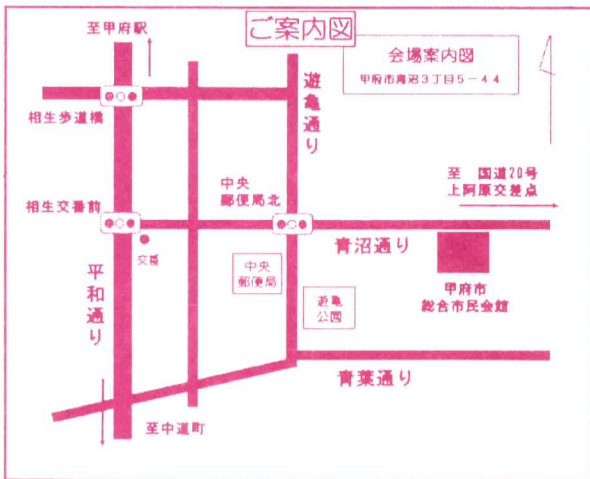 ご案内図
至甲府駅
会場案内図
甲府市青沼3丁目5-44
遊亀通り
相生歩道橋
至 国道20号
上阿原交差点
中央
郵便局北
相生交番前
青沼通り
交番
中央
郵便局
平和通り
甲府市
総合市民会館
遊亀
公園
青葉通り
至中道町